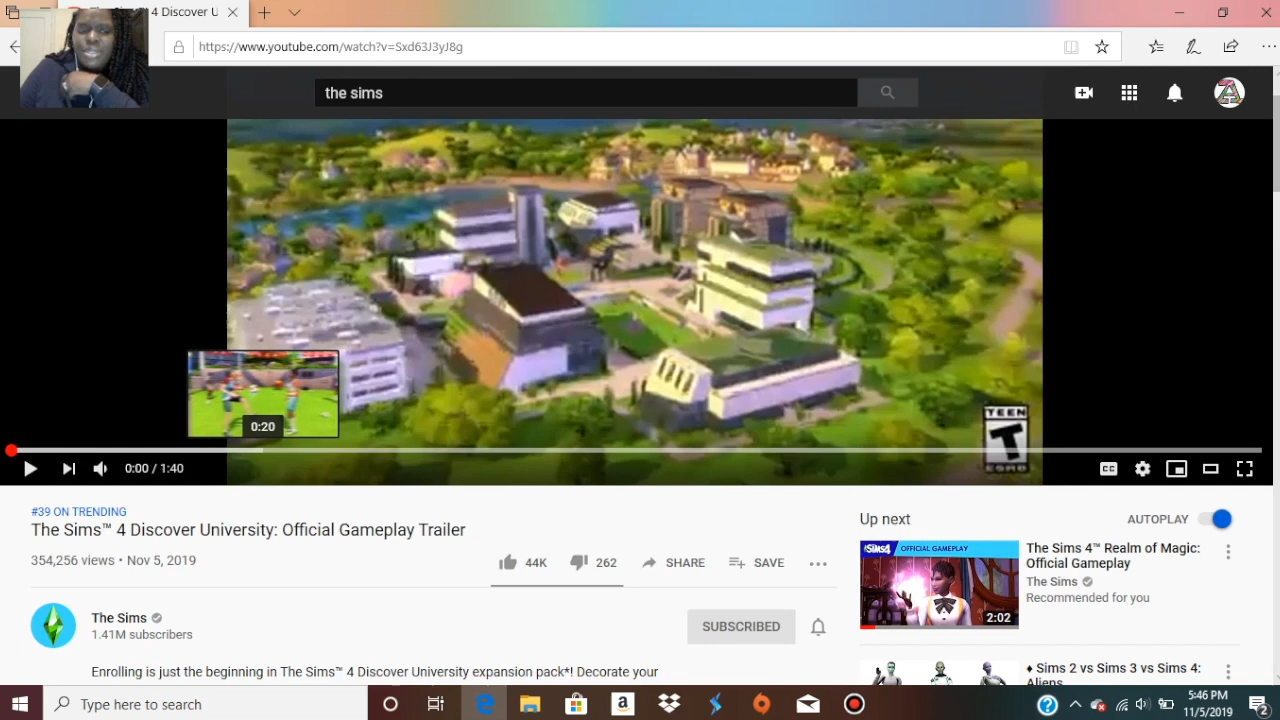 The Sims™ 4 Discover U
https://www.youtube.com/watch?v=Sxd63J3yJ8g
the sims
TEEN
T
ESRB
0:20
0:00 / 1:40
CC
#39 ON TRENDING
The Sims™ 4 Discover University: Official Gameplay Trailer
354,256 views • Nov 5, 2019
44K
262
SHARE
SAVE
The Sims
1.41M subscribers
SUBSCRIBED
Enrolling is just the beginning in The Sims™ 4 Discover University expansion pack*! Decorate your
Up next
AUTOPLAY
OFFICIAL GAMEPLAY
2:02
The Sims 4™ Realm of Magic:
Official Gameplay
The Sims
Recommended for you
♦ Sims 2 vs Sims 3 vs Sims 4:
Aliens
Type here to search
5:46 PM
11/5/2019
2